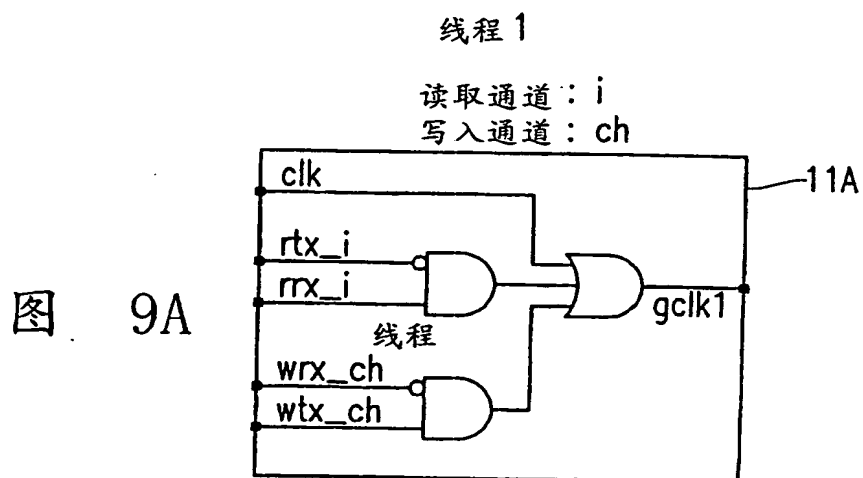 线程 1
读取通道：i
写入通道：ch
clk
11A
rtx_i
rrx_i
gclk1
图 9A
线程
wrx_ch
wtx_ch